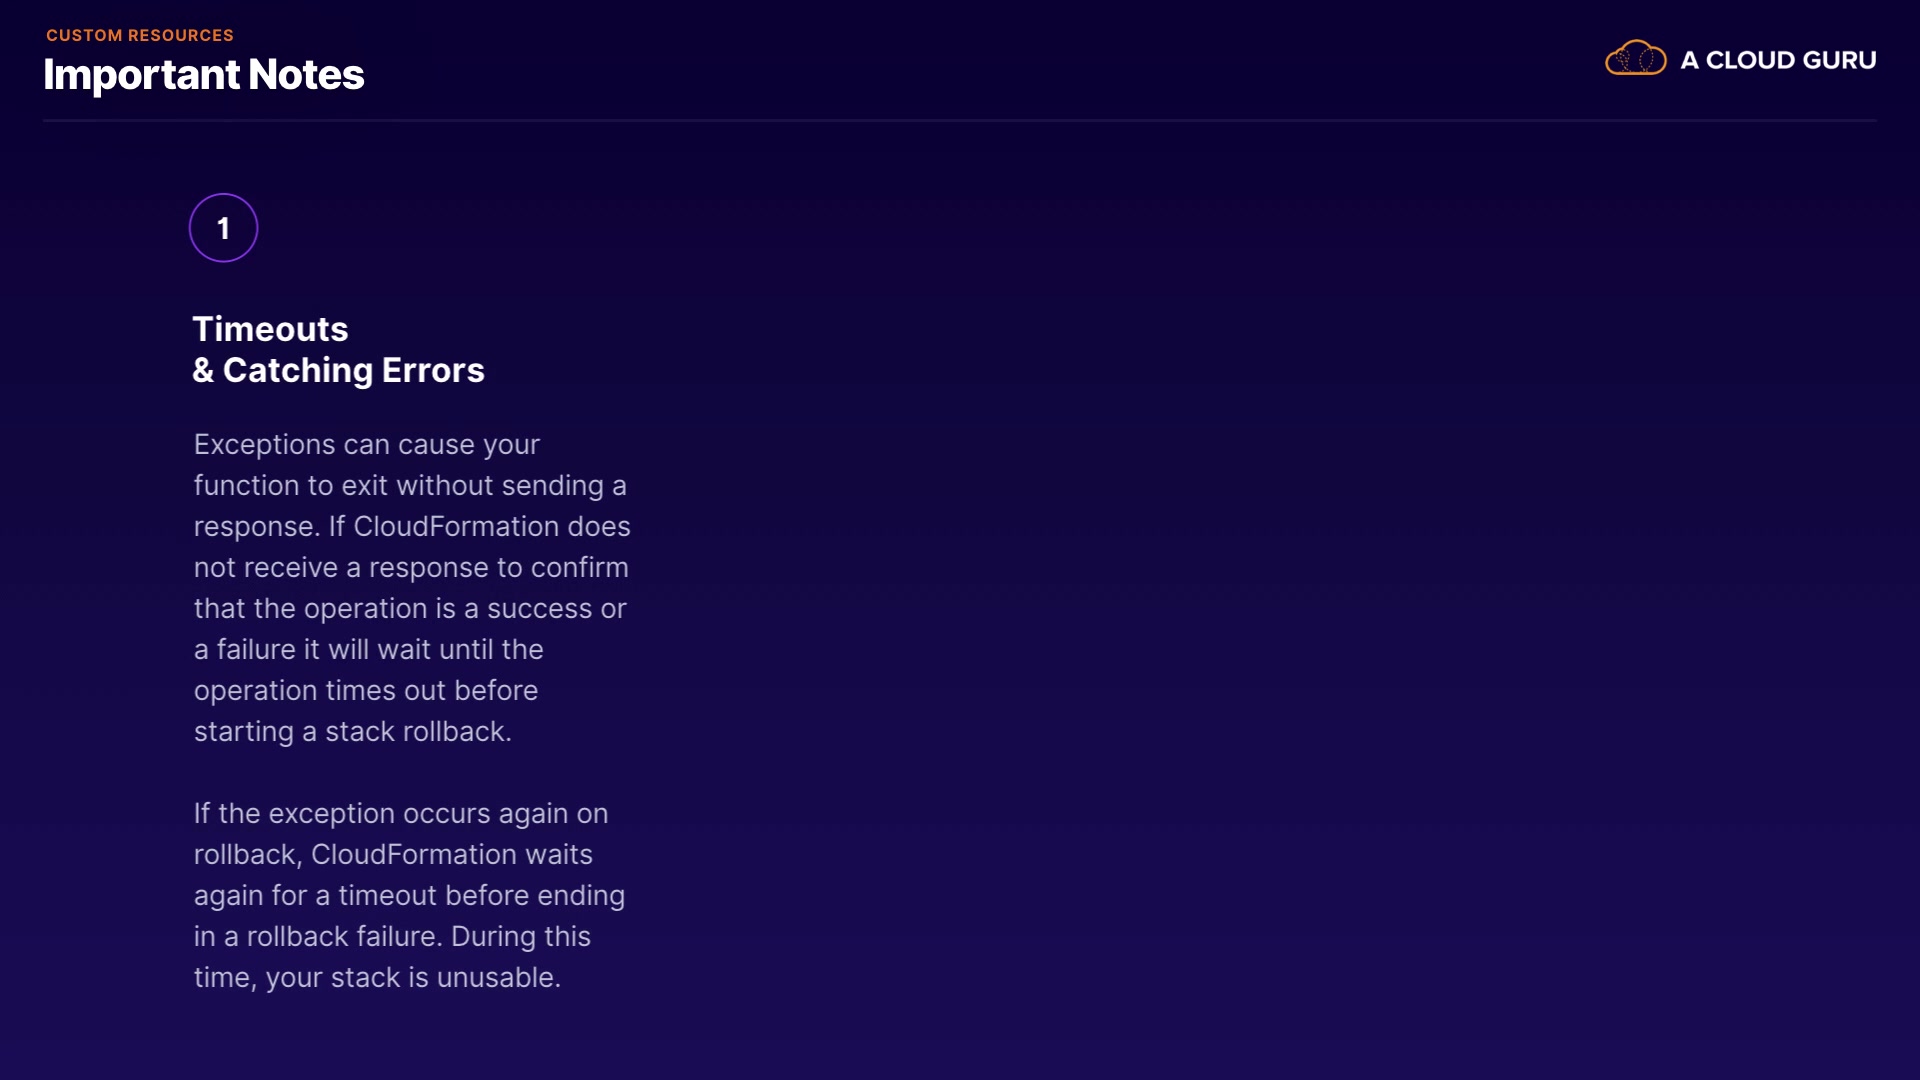 CUSTOM RESOURCES
Important Notes
A CLOUD GURU
1
Timeouts
& Catching Errors
Exceptions can cause your
function to exit without sending a
response. If CloudFormation does
not receive a response to confirm
that the operation is a success or
a failure it will wait until the
operation times out before
starting a stack rollback.
If the exception occurs again on
rollback, CloudFormation waits
again for a timeout before ending
in a rollback failure. During this
time, your stack is unusable.